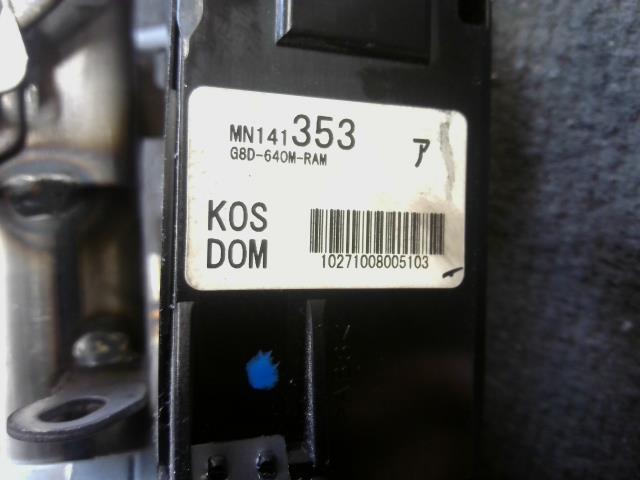 MN141353 ア
G8D-640M-RAM
KOS
DOM
10271008005103